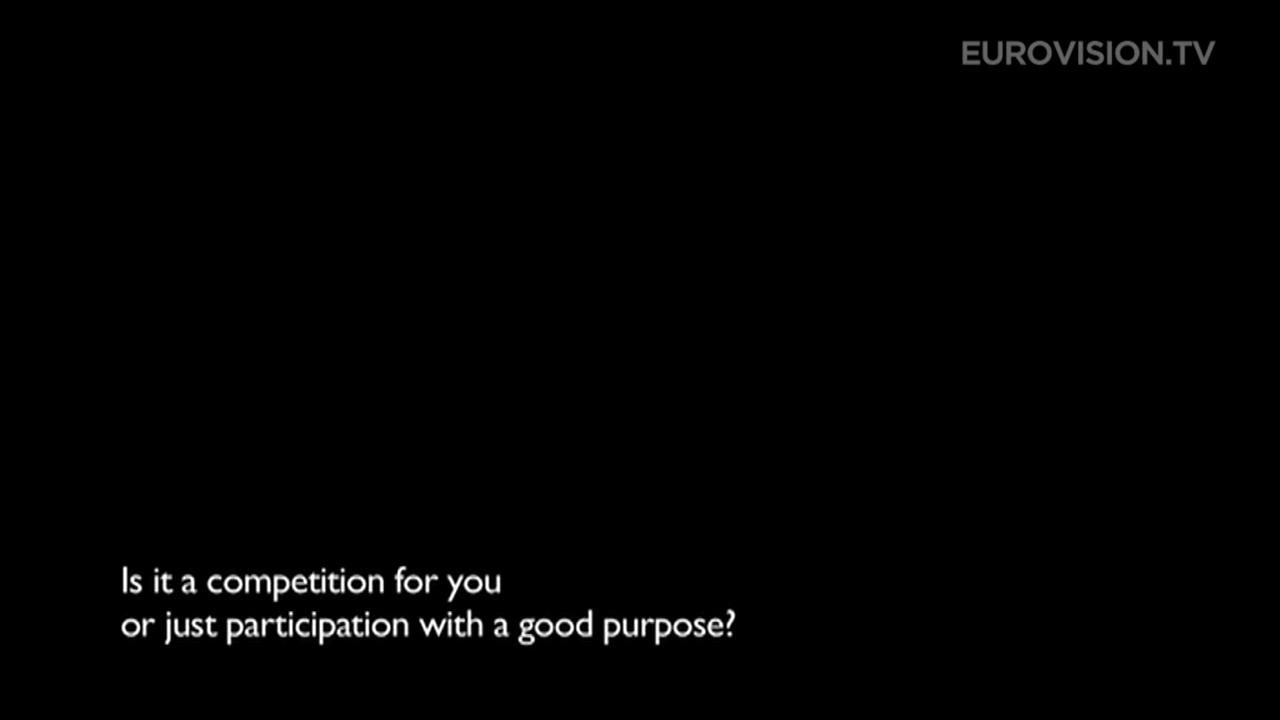 EUROVISION.TV
Is it a competition for you
or just participation with a good purpose?